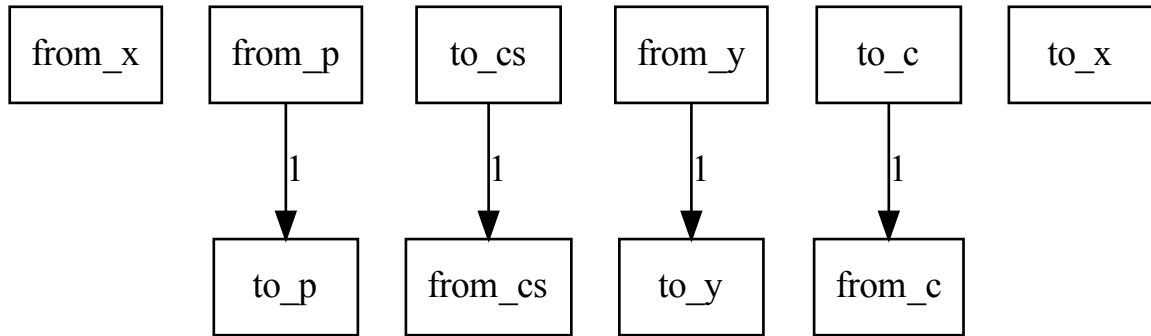 from_x from_p to_cs from_y to_c to_x
1 1 1 1
to_p from_cs to_y from_c